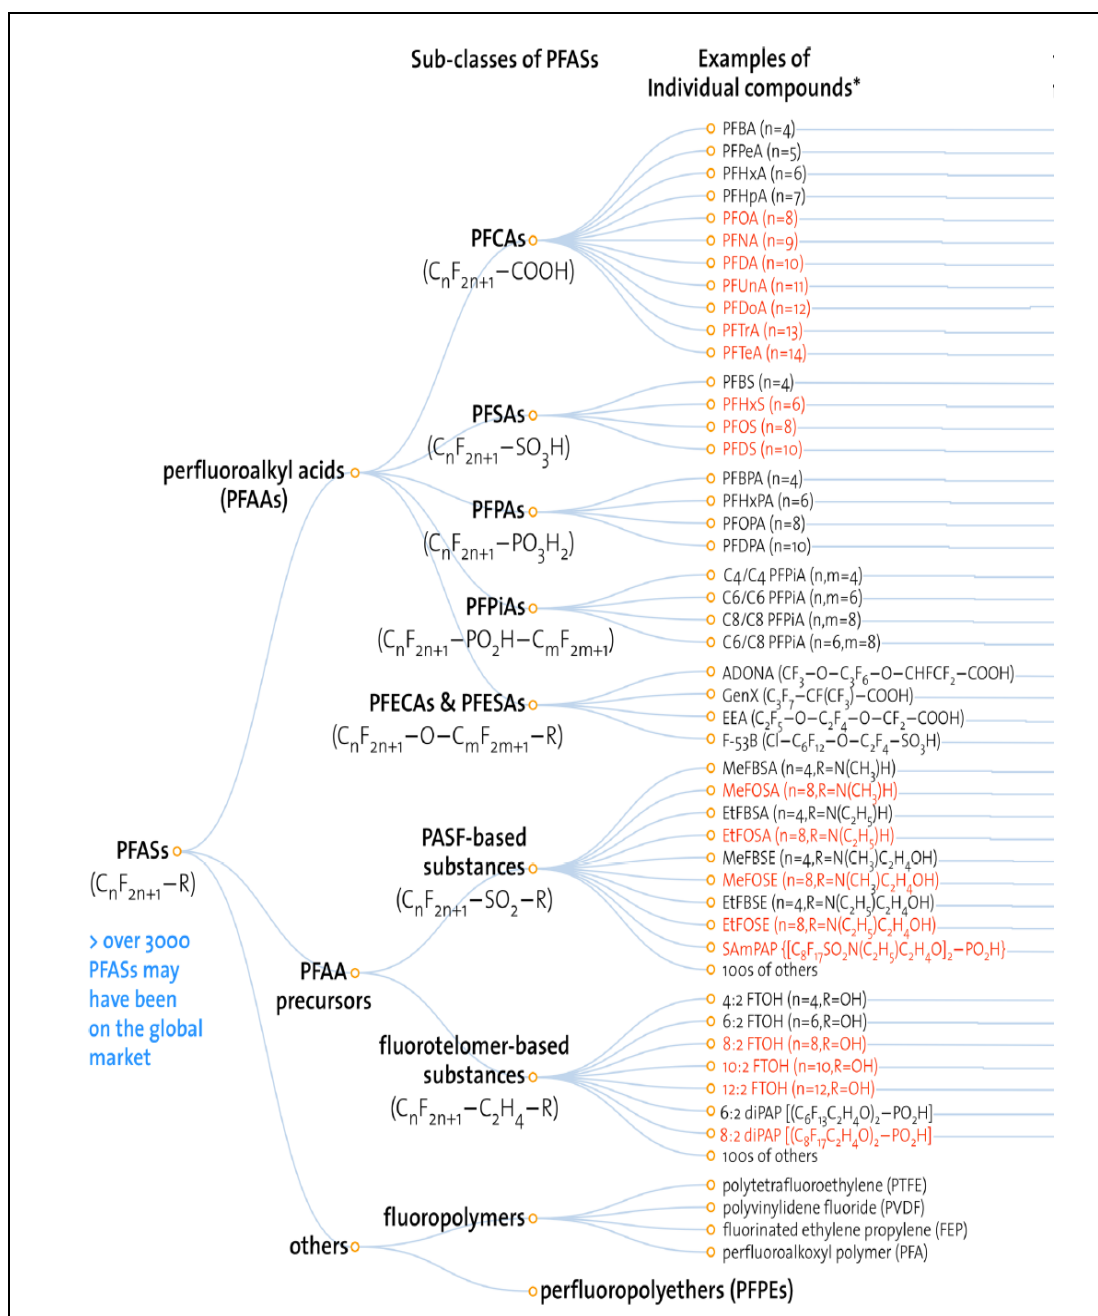 Sub-classes of PFASs
Examples of
Individual compounds*
PFBA (n=4)
PFPeA (n=5)
PFHxA (n=6)
PFHpA (n=7)
PFOA (n=8)
PFNA (n=9)
PFDA (n=10)
PFUnA (n=11)
PFDoA (n=12)
PFTrA (n=13)
PFTeA (n=14)
PFCAs
(CₙF₂ₙ₊₁–COOH)
PFBS (n=4)
PFHxS (n=6)
PFOS (n=8)
PFDS (n=10)
PFSAs
(CₙF₂ₙ₊₁–SO₃H)
perfluoroalkyl acids
(PFAAs)
PFBPA (n=4)
PFHxPA (n=6)
PFOPA (n=8)
PFDPA (n=10)
PFPAs
(CₙF₂ₙ₊₁–PO₃H₂)
C4/C4 PFPiA (n,m=4)
C6/C6 PFPiA (n,m=6)
C8/C8 PFPiA (n,m=8)
C6/C8 PFPiA (n=6,m=8)
PFPiAs
(CₙF₂ₙ₊₁–PO₂H–CₘF₂ₘ₊₁)
ADONA (CF₃–O–C₃F₆–O–CHFCF₂–COOH)
GenX (C₃F₇–CF(CF₃)–COOH)
EEA (C₂F₅–O–C₂F₄–O–CF₂–COOH)
F-53B (Cl–C₆F₁₂–O–C₂F₄–SO₃H)
PFECAs & PFESAs
(CₙF₂ₙ₊₁–O–CₘF₂ₘ₊₁–R)
MeFBSA (n=4,R=N(CH₃)H)
MeFOSA (n=8,R=N(CH₃)H)
EtFBSA (n=4,R=N(C₂H₅)H)
EtFOSA (n=8,R=N(C₂H₅)H)
MeFBSE (n=4,R=N(CH₃)C₂H₄OH)
MeFOSE (n=8,R=N(CH₃)C₂H₄OH)
EtFBSE (n=4,R=N(C₂H₅)C₂H₄OH)
EtFOSE (n=8,R=N(C₂H₅)C₂H₄OH)
SAmPAP {[C₈F₁₇SO₂N(C₂H₅)C₂H₄O]₂–PO₂H}
100s of others
PASF-based
substances
(CₙF₂ₙ₊₁–SO₂–R)
PFASs
(CₙF₂ₙ₊₁–R)
> over 3000
PFASs may
have been
on the global
market
PFAA
precursors
4:2 FTOH (n=4,R=OH)
6:2 FTOH (n=6,R=OH)
8:2 FTOH (n=8,R=OH)
10:2 FTOH (n=10,R=OH)
12:2 FTOH (n=12,R=OH)
6:2 diPAP [(C₆F₁₃C₂H₄O)₂–PO₂H]
8:2 diPAP [(C₈F₁₇C₂H₄O)₂–PO₂H]
100s of others
fluorotelomer-based
substances
(CₙF₂ₙ₊₁–C₂H₄–R)
polytetrafluoroethylene (PTFE)
polyvinylidene fluoride (PVDF)
fluorinated ethylene propylene (FEP)
perfluoroalkoxyl polymer (PFA)
fluoropolymers
others
perfluoropolyethers (PFPEs)